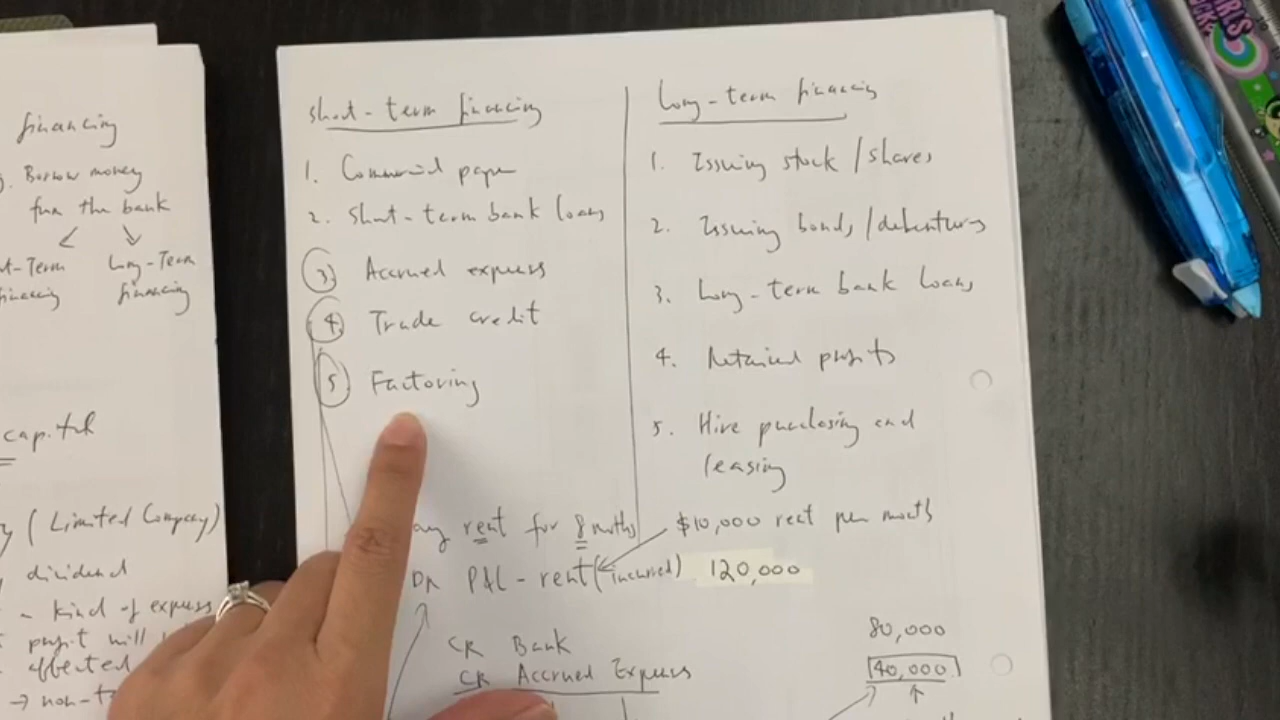 financing
Borrow money
from the bank
Term Long-Term
financing
capital
(Limited Company)
dividend
- kind of expenses
profit will
affected
Short-term financing
1. Commercial paper
2. Short-term bank loans
3. Accrued expenses
4. Trade credit
5. Factoring
Long-term financing
1. Issuing stock / shares
2. Issuing bonds / debentures
3. Long-term bank loans
4. Retained profits
5. Hire purchasing and
leasing
rent for 8 months
$10,000 rent per month
DR P&L - rent (incurred) 120,000
CR Bank 80,000
CR Accrued Expenses 40,000